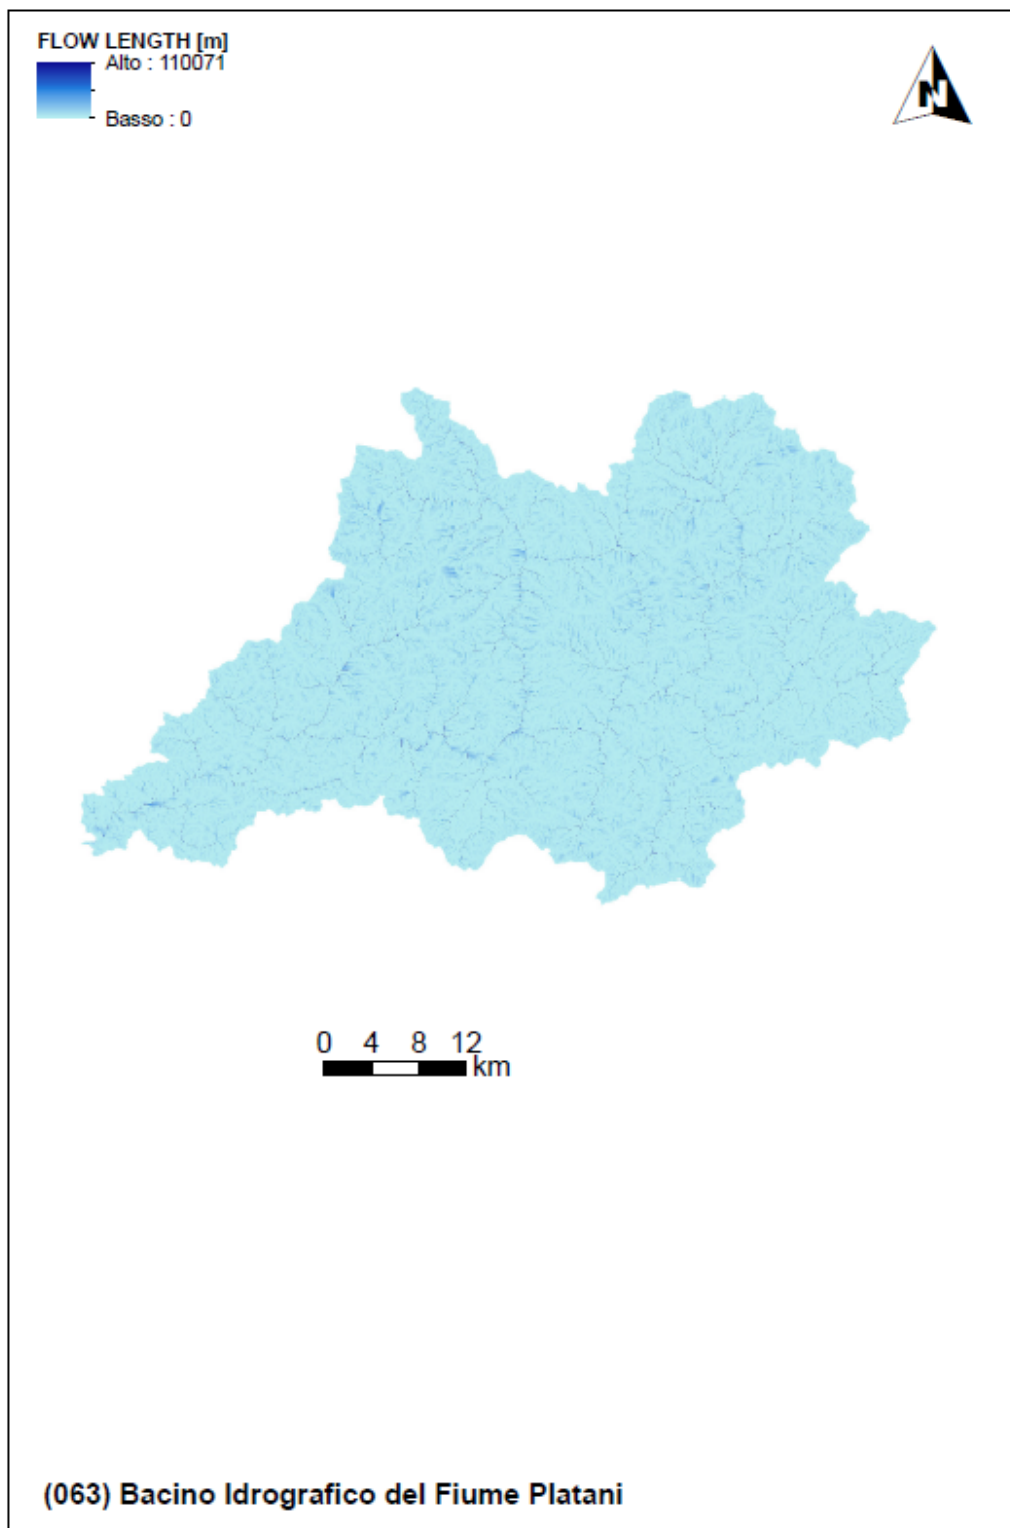 FLOW LENGTH [m]
Alto : 110071
Basso : 0
N
0 4 8 12
km
(063) Bacino Idrografico del Fiume Platani